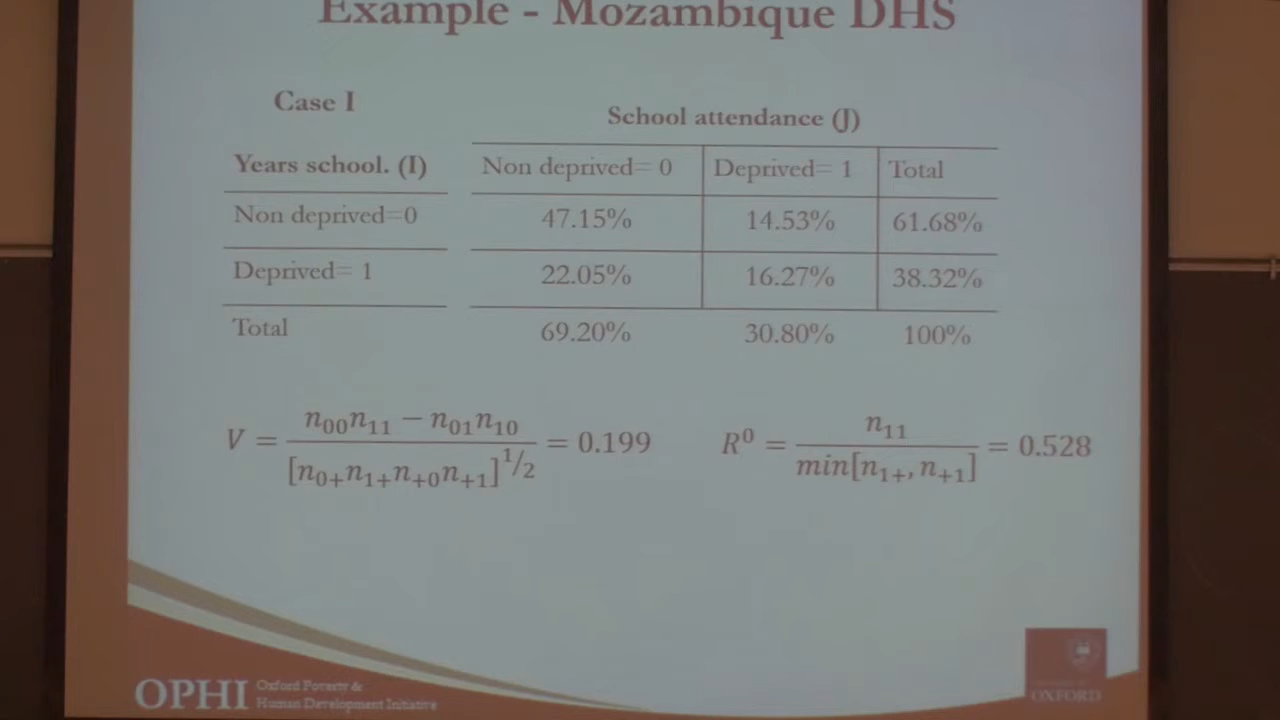 Example - Mozambique DHS
Case I
School attendance (J)
Years school. (I) Non deprived= 0 Deprived= 1 Total
Non deprived=0 47.15% 14.53% 61.68%
Deprived= 1 22.05% 16.27% 38.32%
Total 69.20% 30.80% 100%
V = n₀₀n₁₁ − n₀₁n₁₀ / [n₀₊n₁₊n₊₀n₊₁]^1/2 = 0.199
R⁰ = n₁₁ / min[n₁₊, n₊₁] = 0.528
OPHI Oxford Poverty &
Human Development Initiative
OXFORD